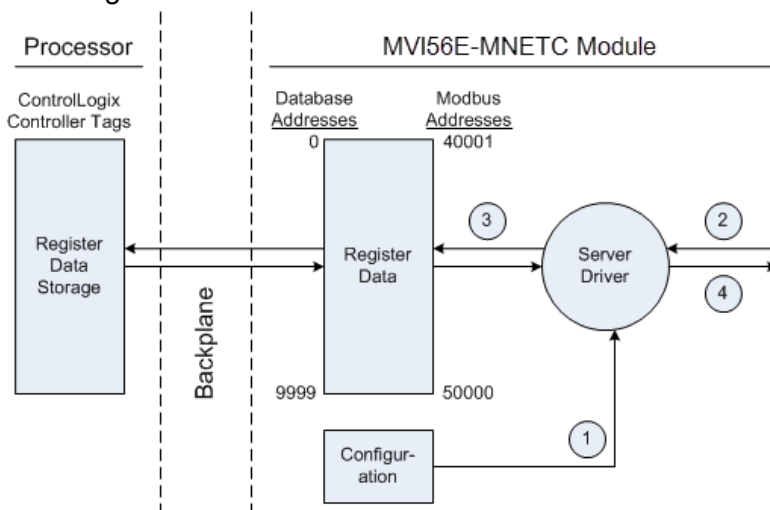 Processor
MVI56E-MNETC Module
ControlLogix
Controller Tags
Database
Addresses
Modbus
Addresses
0
40001
Register
Data
Storage
Backplane
Register
Data
3
Server
Driver
2
4
9999
50000
Configur-
ation
1